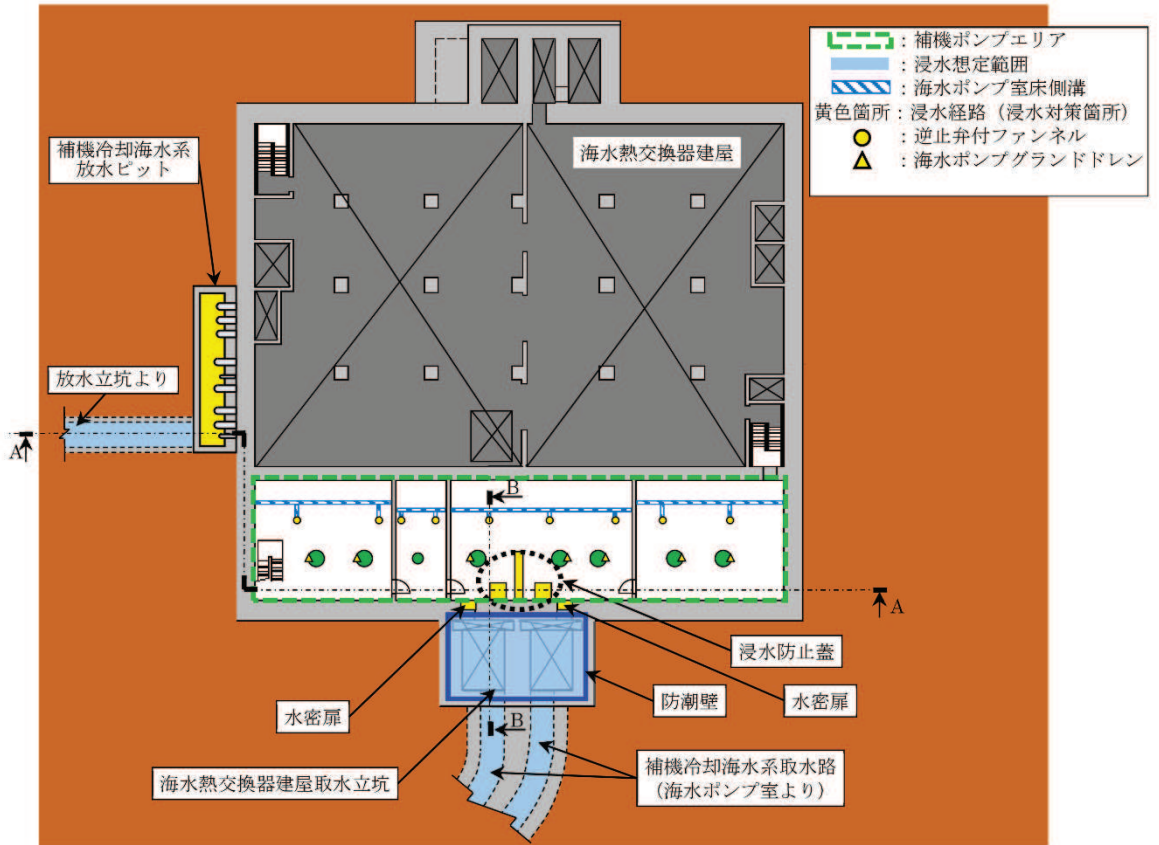 ：補機ポンプエリア
：浸水想定範囲
：海水ポンプ室床側溝
黄色箇所：浸水経路（浸水対策箇所）
：逆止弁付ファンネル
：海水ポンプグランドドレン
海水熱交換器建屋
補機冷却海水系
放水ピット
放水立坑より
A
B
A
浸水防止蓋
水密扉
防潮壁
水密扉
B
海水熱交換器建屋取水立坑
補機冷却海水系取水路
（海水ポンプ室より）